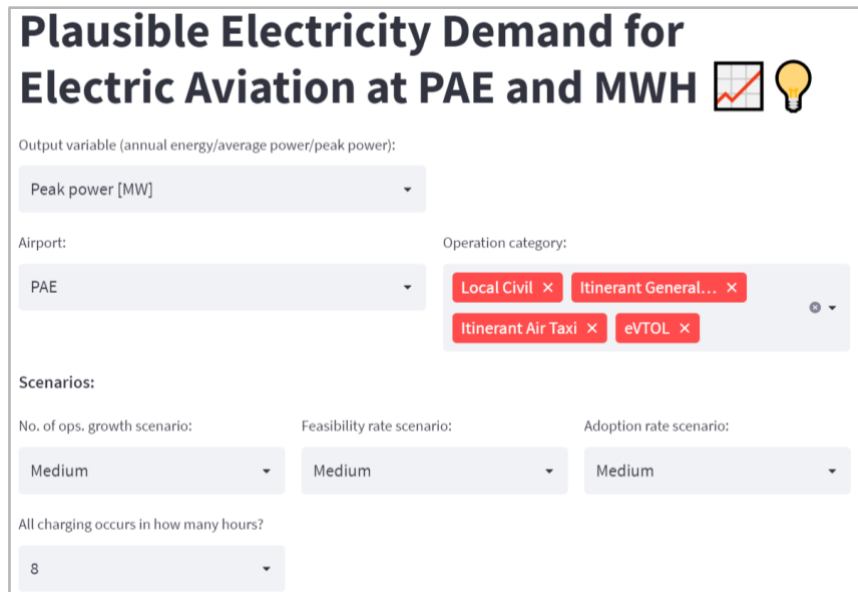 Plausible Electricity Demand for
Electric Aviation at PAE and MWH 📈💡
Output variable (annual energy/average power/peak power):
Peak power [MW]
Airport:
Operation category:
PAE
Local Civil ×
Itinerant General... ×
Itinerant Air Taxi ×
eVTOL ×
Scenarios:
No. of ops. growth scenario:
Feasibility rate scenario:
Adoption rate scenario:
Medium
Medium
Medium
All charging occurs in how many hours?
8